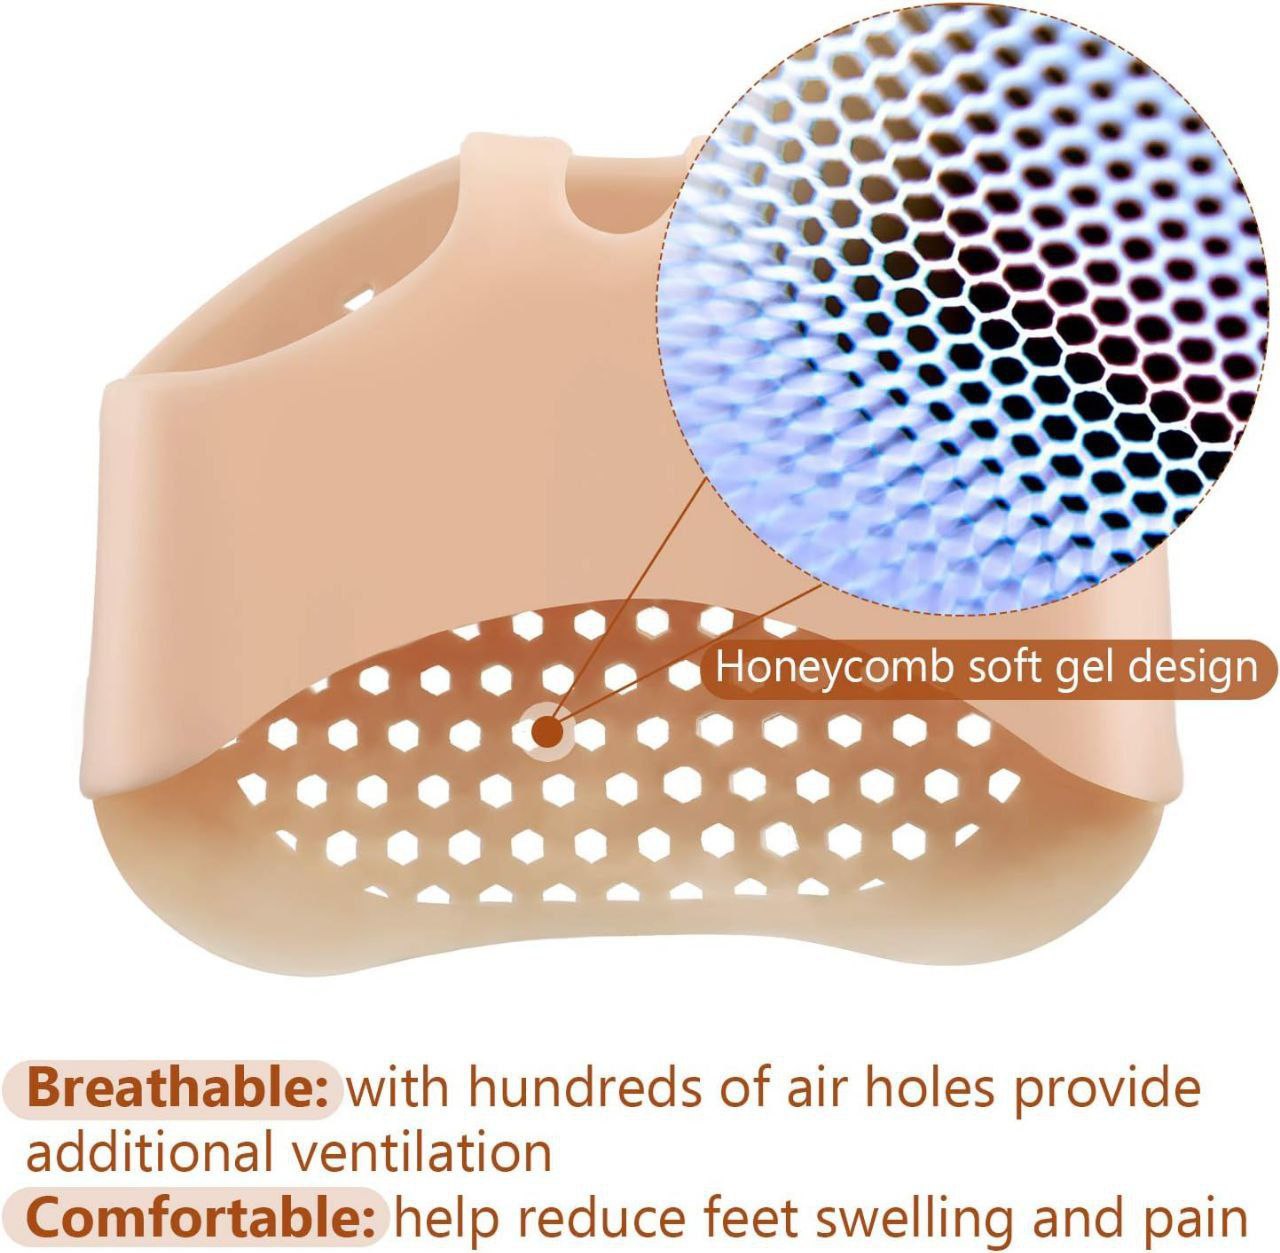 Honeycomb soft gel design
Breathable: with hundreds of air holes provide
additional ventilation
Comfortable: help reduce feet swelling and pain